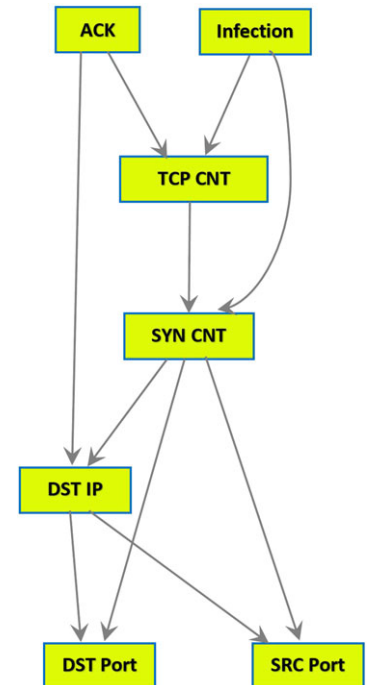 ACK
Infection
TCP CNT
SYN CNT
DST IP
DST Port
SRC Port